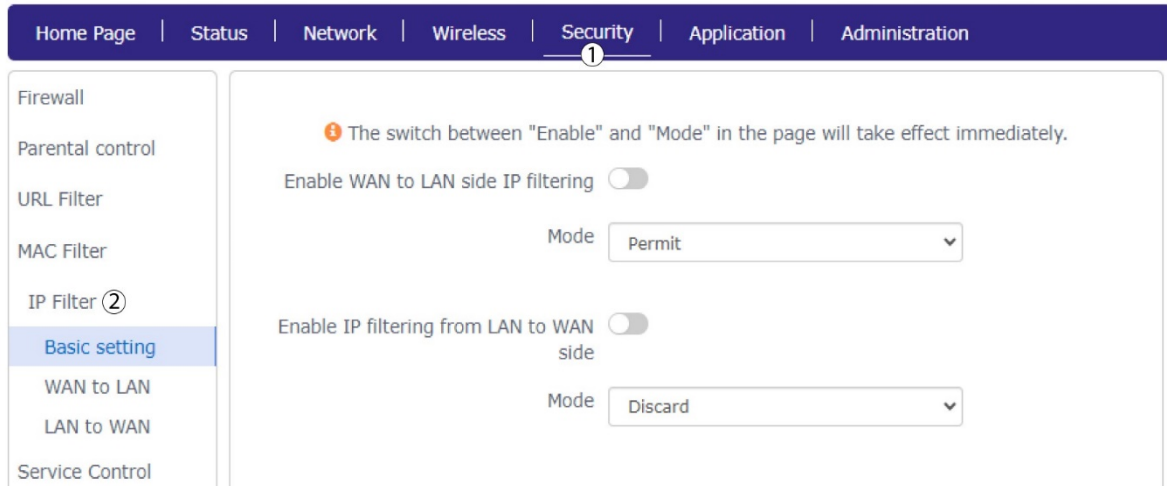 Home Page | Status | Network | Wireless | Security | Application | Administration
①
Firewall
Parental control
URL Filter
MAC Filter
IP Filter ②
Basic setting
WAN to LAN
LAN to WAN
Service Control
The switch between "Enable" and "Mode" in the page will take effect immediately.
Enable WAN to LAN side IP filtering
Mode Permit
Enable IP filtering from LAN to WAN
side
Mode Discard